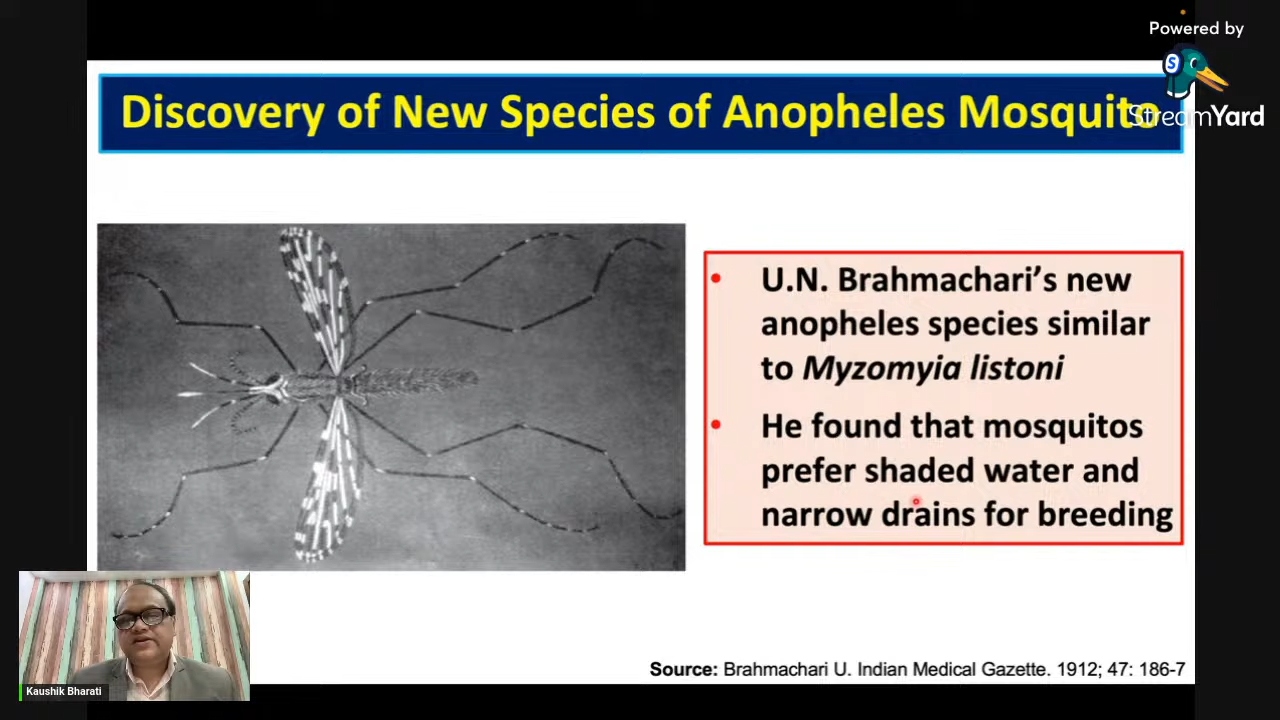 Powered by
S
StreamYard
Discovery of New Species of Anopheles Mosquito
• U.N. Brahmachari’s new
anopheles species similar
to Myzomyia listoni
• He found that mosquitos
prefer shaded water and
narrow drains for breeding
Source: Brahmachari U. Indian Medical Gazette. 1912; 47: 186-7
Kaushik Bharati